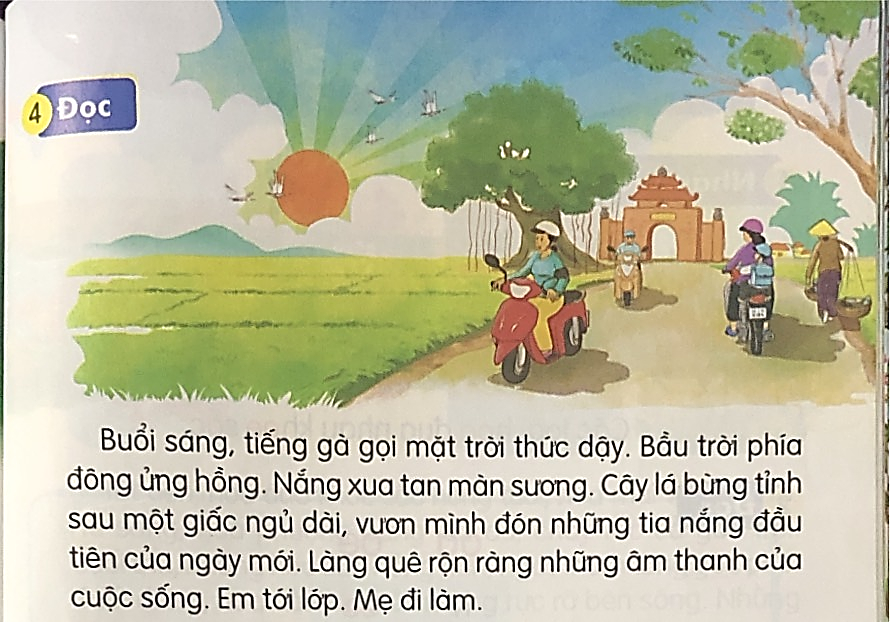 4 Đọc
Buổi sáng, tiếng gà gọi mặt trời thức dậy. Bầu trời phía
đông ửng hồng. Nắng xua tan màn sương. Cây lá bừng tỉnh
sau một giấc ngủ dài, vươn mình đón những tia nắng đầu
tiên của ngày mới. Làng quê rộn ràng những âm thanh của
cuộc sống. Em tới lớp. Mẹ đi làm.